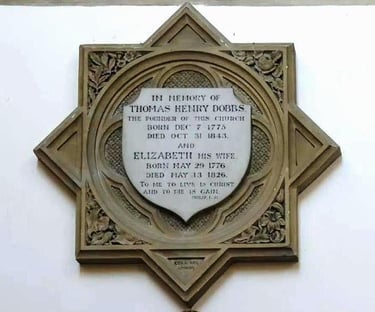 IN MEMORY OF
THOMAS HENRY DOBBS.
THE FOUNDER OF THIS CHURCH
BORN DEC 7 1775
DIED OCT 31 1843.
AND
ELIZABETH HIS WIFE.
BORN MAY 29 1776.
DIED MAY 13 1826.
TO ME TO LIVE IS CHRIST
AND TO DIE IS GAIN.